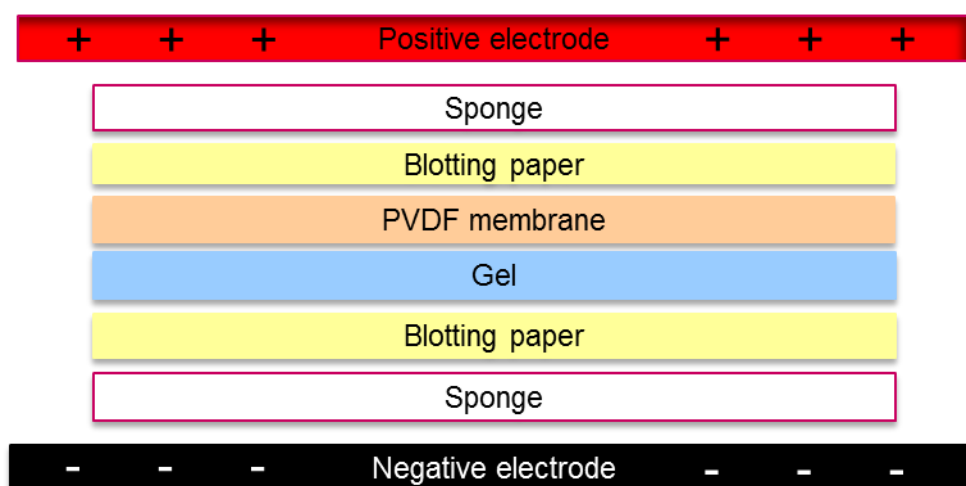 + + + Positive electrode + + +
Sponge
Blotting paper
PVDF membrane
Gel
Blotting paper
Sponge
- - - Negative electrode - - -